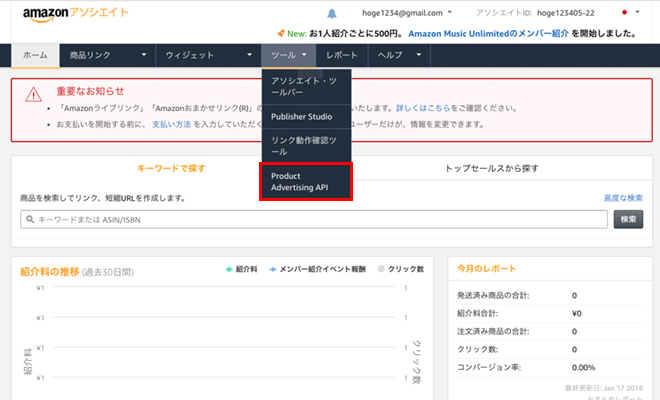 amazonアソシエイト
hoge1234@gmail.com
アソシエイトID: hoge123405-22
New: お1人紹介ごとに500円。 Amazon Music Unlimitedのメンバー紹介 を開始しました。
ホーム 商品リンク ウィジェット ツール レポート ヘルプ
アソシエイト・ツールバー
Publisher Studio
リンク動作確認ツール
Product
Advertising API
重要なお知らせ
• 「Amazonライブリンク」「Amazonおまかせリンク(R)」の
いたします。詳しくはこちらをご確認ください。
• お支払いを開始する前に、 支払い方法 を入力していただく
ユーザーだけが、情報を変更できます。
キーワードで探す トップセールスから探す
商品を検索してリンク、短縮URLを作成します。 高度な検索
キーワードまたは ASIN/ISBN 検索
紹介料の推移 (過去30日間)
紹介料 メンバー紹介イベント報酬 クリック数
¥1 1
¥1 1
¥1 1
¥1 1
紹介料
クリック数
今月のレポート
発送済み商品の合計: 0
紹介料合計: ¥0
注文済み商品の合計: 0
クリック数: 0
コンバージョン率: 0.00%
最終更新日: Jan 17 2018
おまとめレポート